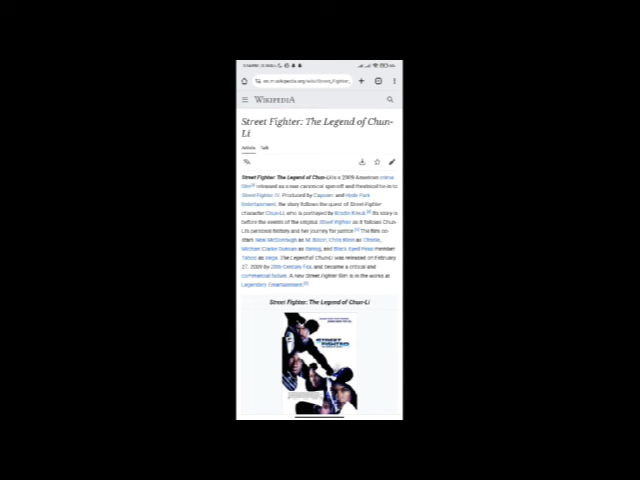 en.m.wikipedia.org/wiki/Street_Fighter:
WIKIPEDIA
Street Fighter: The Legend of Chun-
Li
Article Talk
Street Fighter: The Legend of Chun-Li is a 2009 American crime
film released as a non-canonical spin-off and theatrical tie-in to
Street Fighter IV. Produced by Capcom and Hyde Park
Entertainment, the story follows the quest of Street Fighter
character Chun-Li, who is portrayed by Kristin Kreuk. Its story is
before the events of the original Street Fighter as it follows Chun-
Li's personal history and her journey for justice. The film co-
stars Neal McDonough as M. Bison, Chris Klein as Charlie,
Michael Clarke Duncan as Balrog, and Black Eyed Peas member
Taboo as Vega. The Legend of Chun-Li was released on February
27, 2009 by 20th Century Fox, and became a critical and
commercial failure. A new Street Fighter film is in the works at
Legendary Entertainment.
Street Fighter: The Legend of Chun-Li
STREET
FIGHTER